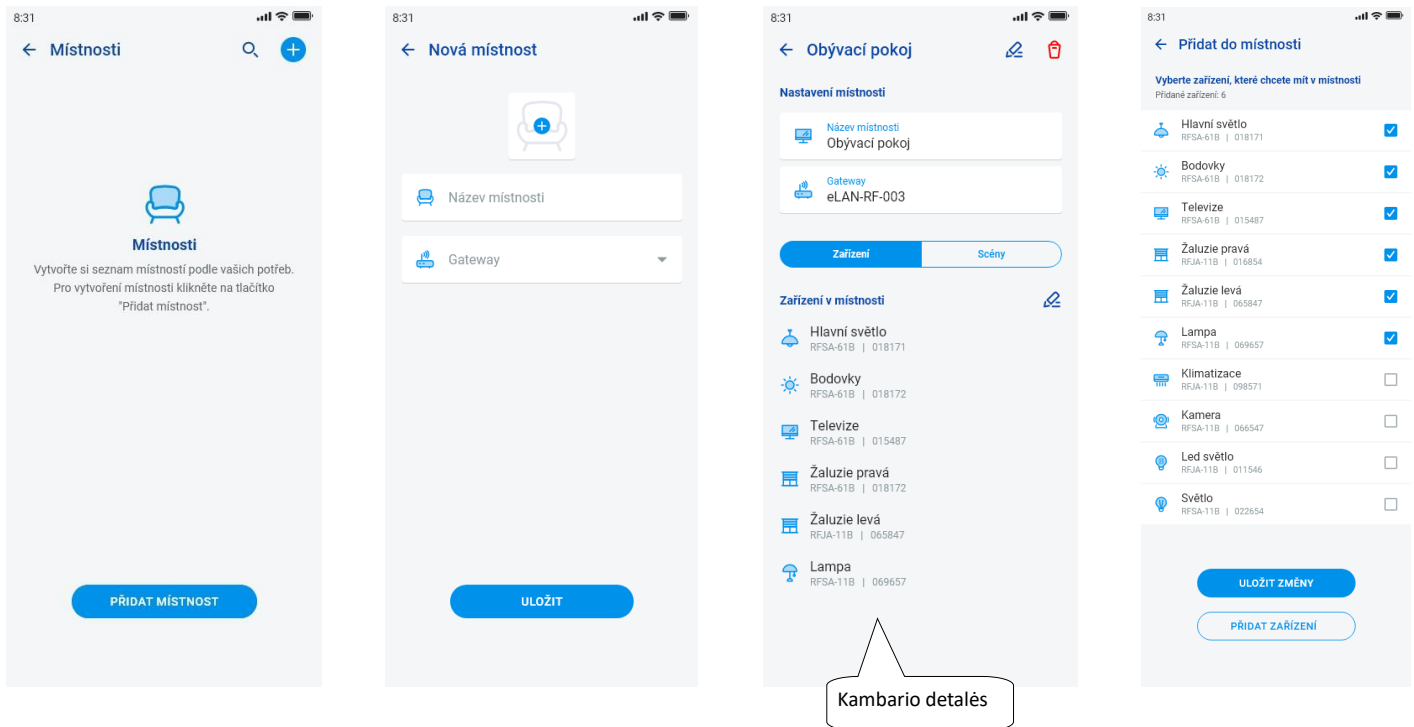 8:31
Místnosti
Místnosti
Vytvořte si seznam místností podle vašich potřeb.
Pro vytvoření místnosti klikněte na tlačítko
"Přidat místnost".
PŘIDAT MÍSTNOST
8:31
Nová místnost
Název místnosti
Gateway
ULOŽIT
8:31
Obývací pokoj
Nastavení místnosti
Název místnosti
Obývací pokoj
Gateway
eLAN-RF-003
Zařízení
Scény
Zařízení v místnosti
Hlavní světlo
RFSA-61B | 018171
Bodovky
RFSA-61B | 018172
Televize
RFSA-61B | 015487
Žaluzie pravá
RFSA-61B | 018172
Žaluzie levá
RFJA-11B | 065847
Lampa
RFSA-11B | 069657
Kambario detalės
8:31
Přidat do místnosti
Vyberte zařízení, které chcete mít v místnosti
Přidané zařízení: 6
Hlavní světlo
RFSA-61B | 018171
Bodovky
RFSA-61B | 018172
Televize
RFSA-61B | 015487
Žaluzie pravá
RFJA-11B | 016854
Žaluzie levá
RFJA-11B | 065847
Lampa
RFSA-11B | 069657
Klimatizace
RFJA-11B | 098571
Kamera
RFSA-11B | 066547
Led světlo
RFJA-11B | 011546
Světlo
RFSA-11B | 022654
ULOŽIT ZMĚNY
PŘIDAT ZAŘÍZENÍ